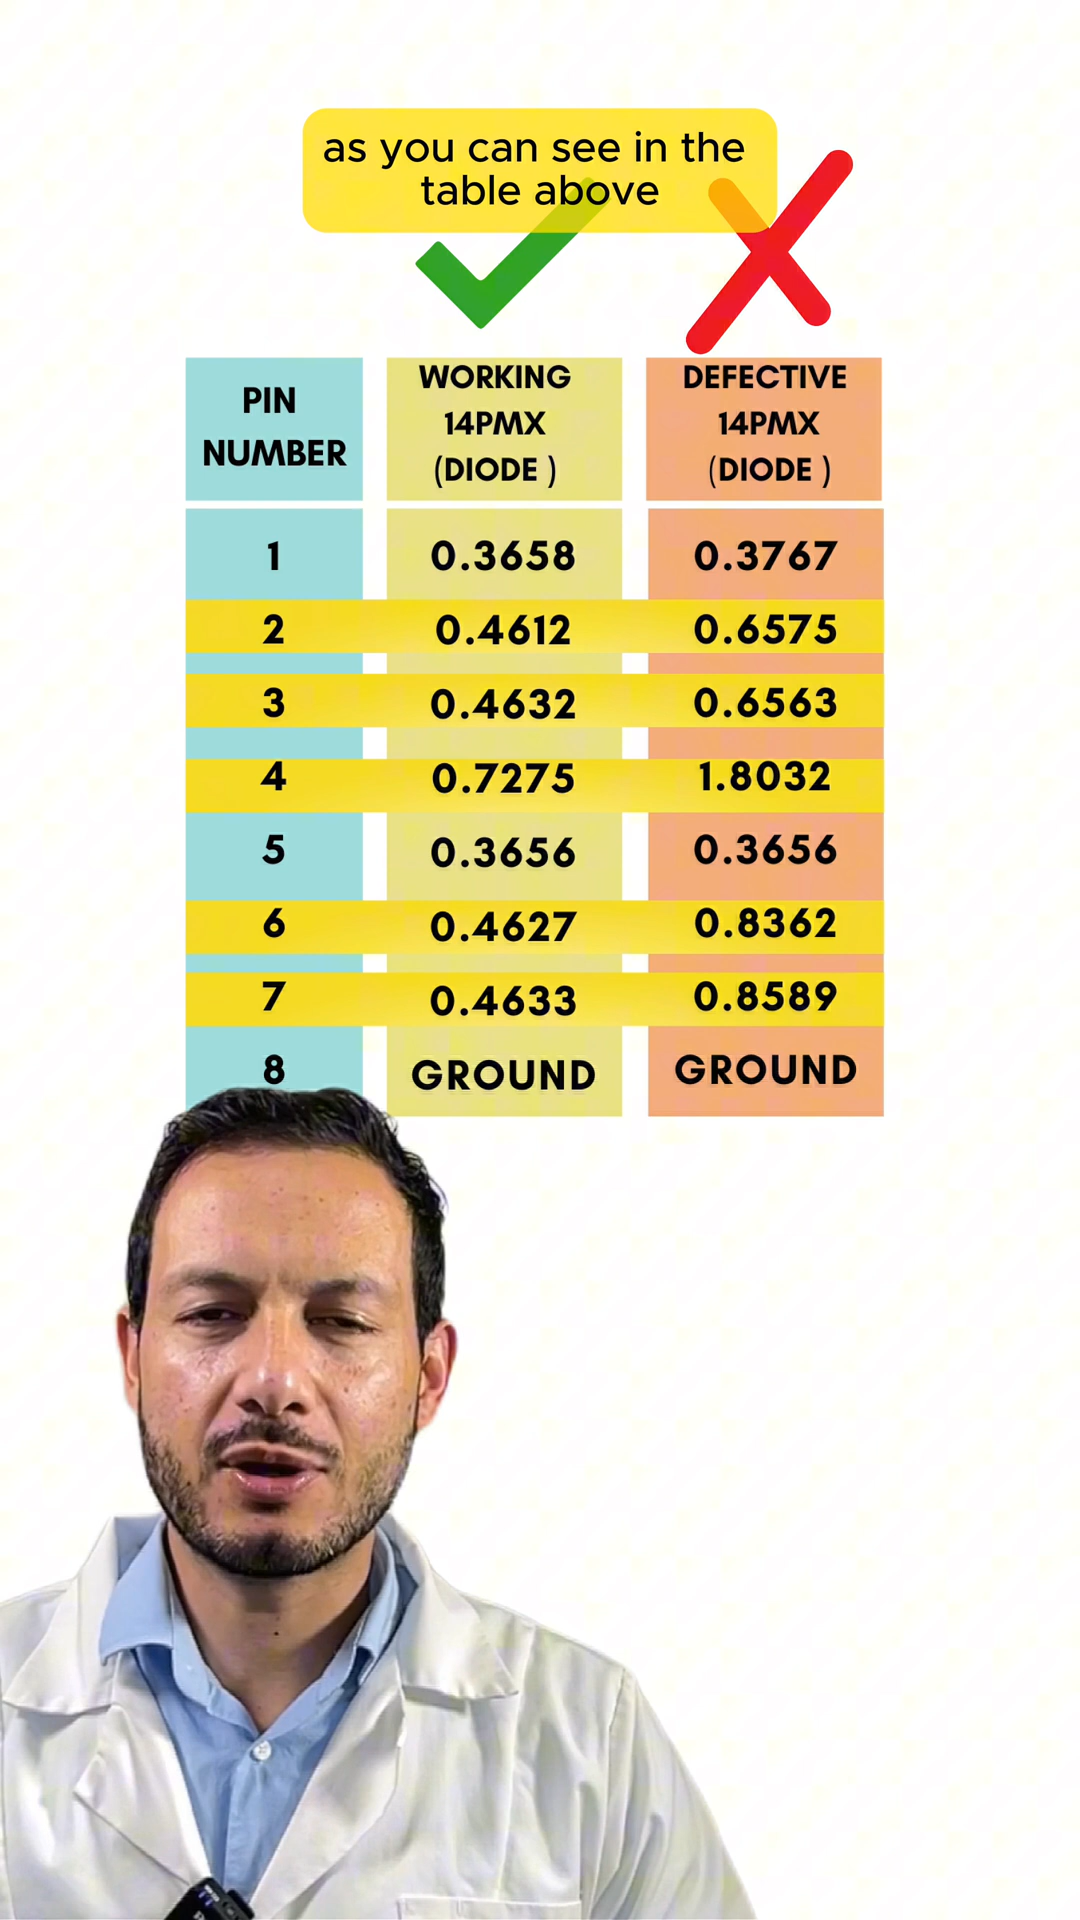 as you can see in the
table above
PIN
NUMBER
WORKING
14PMX
(DIODE )
DEFECTIVE
14PMX
(DIODE )
1 0.3658 0.3767
2 0.4612 0.6575
3 0.4632 0.6563
4 0.7275 1.8032
5 0.3656 0.3656
6 0.4627 0.8362
7 0.4633 0.8589
8 GROUND GROUND